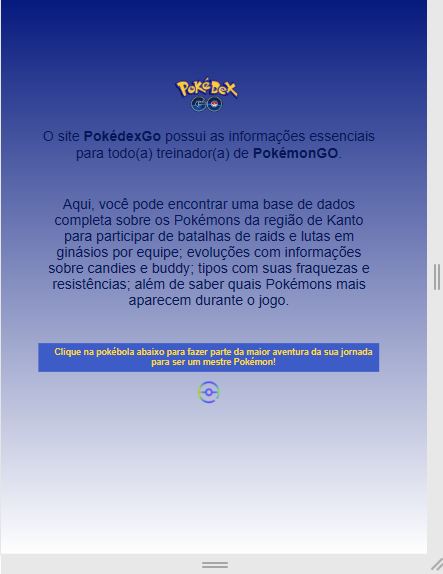 PokéDex
GO
O site PokédexGo possui as informações essenciais
para todo(a) treinador(a) de PokémonGO.
Aqui, você pode encontrar uma base de dados
completa sobre os Pokémons da região de Kanto
para participar de batalhas de raids e lutas em
ginásios por equipe; evoluções com informações
sobre candies e buddy; tipos com suas fraquezas e
resistências; além de saber quais Pokémons mais
aparecem durante o jogo.
Clique na pokébola abaixo para fazer parte da maior aventura da sua jornada
para ser um mestre Pokémon!